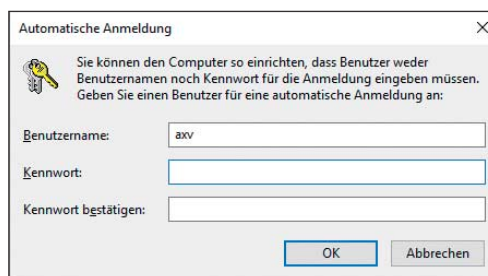 Automatische Anmeldung
Sie können den Computer so einrichten, dass Benutzer weder
Benutzernamen noch Kennwort für die Anmeldung eingeben müssen.
Geben Sie einen Benutzer für eine automatische Anmeldung an:
Benutzername: axv
Kennwort:
Kennwort bestätigen:
OK Abbrechen